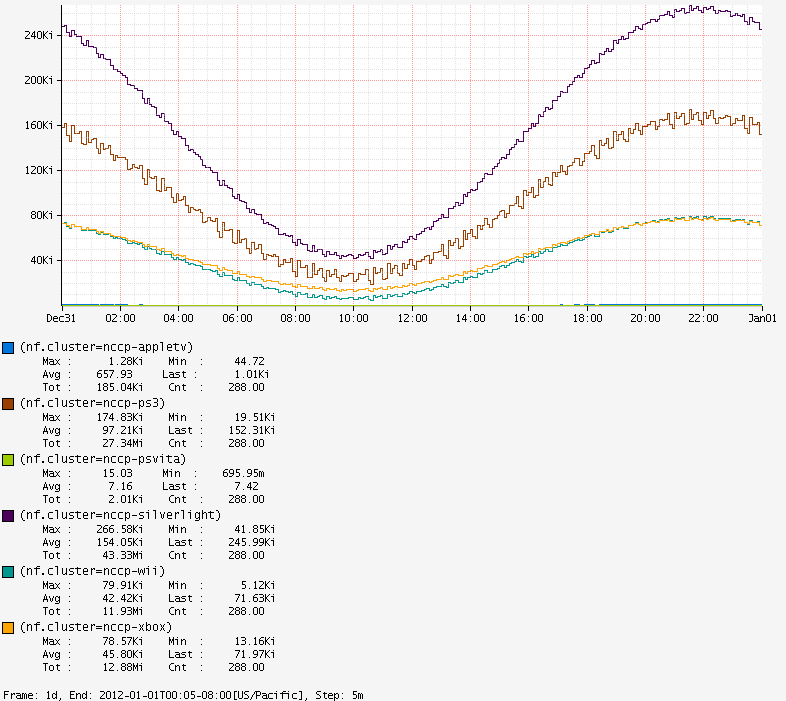 240Ki
200Ki
160Ki
120Ki
80Ki
40Ki
Dec31 02:00 04:00 06:00 08:00 10:00 12:00 14:00 16:00 18:00 20:00 22:00 Jan01
(nf.cluster=nccp-appletv)
Max : 1.28Ki Min : 44.72
Avg : 657.93 Last : 1.01Ki
Tot : 185.04Ki Cnt : 288.00
(nf.cluster=nccp-ps3)
Max : 174.83Ki Min : 19.51Ki
Avg : 97.21Ki Last : 152.31Ki
Tot : 27.34Mi Cnt : 288.00
(nf.cluster=nccp-psvita)
Max : 15.03 Min : 695.95m
Avg : 7.16 Last : 7.42
Tot : 2.01Ki Cnt : 288.00
(nf.cluster=nccp-silverlight)
Max : 266.58Ki Min : 41.85Ki
Avg : 154.05Ki Last : 245.99Ki
Tot : 43.33Mi Cnt : 288.00
(nf.cluster=nccp-wii)
Max : 79.91Ki Min : 5.12Ki
Avg : 42.42Ki Last : 71.63Ki
Tot : 11.93Mi Cnt : 288.00
(nf.cluster=nccp-xbox)
Max : 78.57Ki Min : 13.16Ki
Avg : 45.80Ki Last : 71.97Ki
Tot : 12.88Mi Cnt : 288.00
Frame: 1d, End: 2012-01-01T00:05-08:00[US/Pacific], Step: 5m